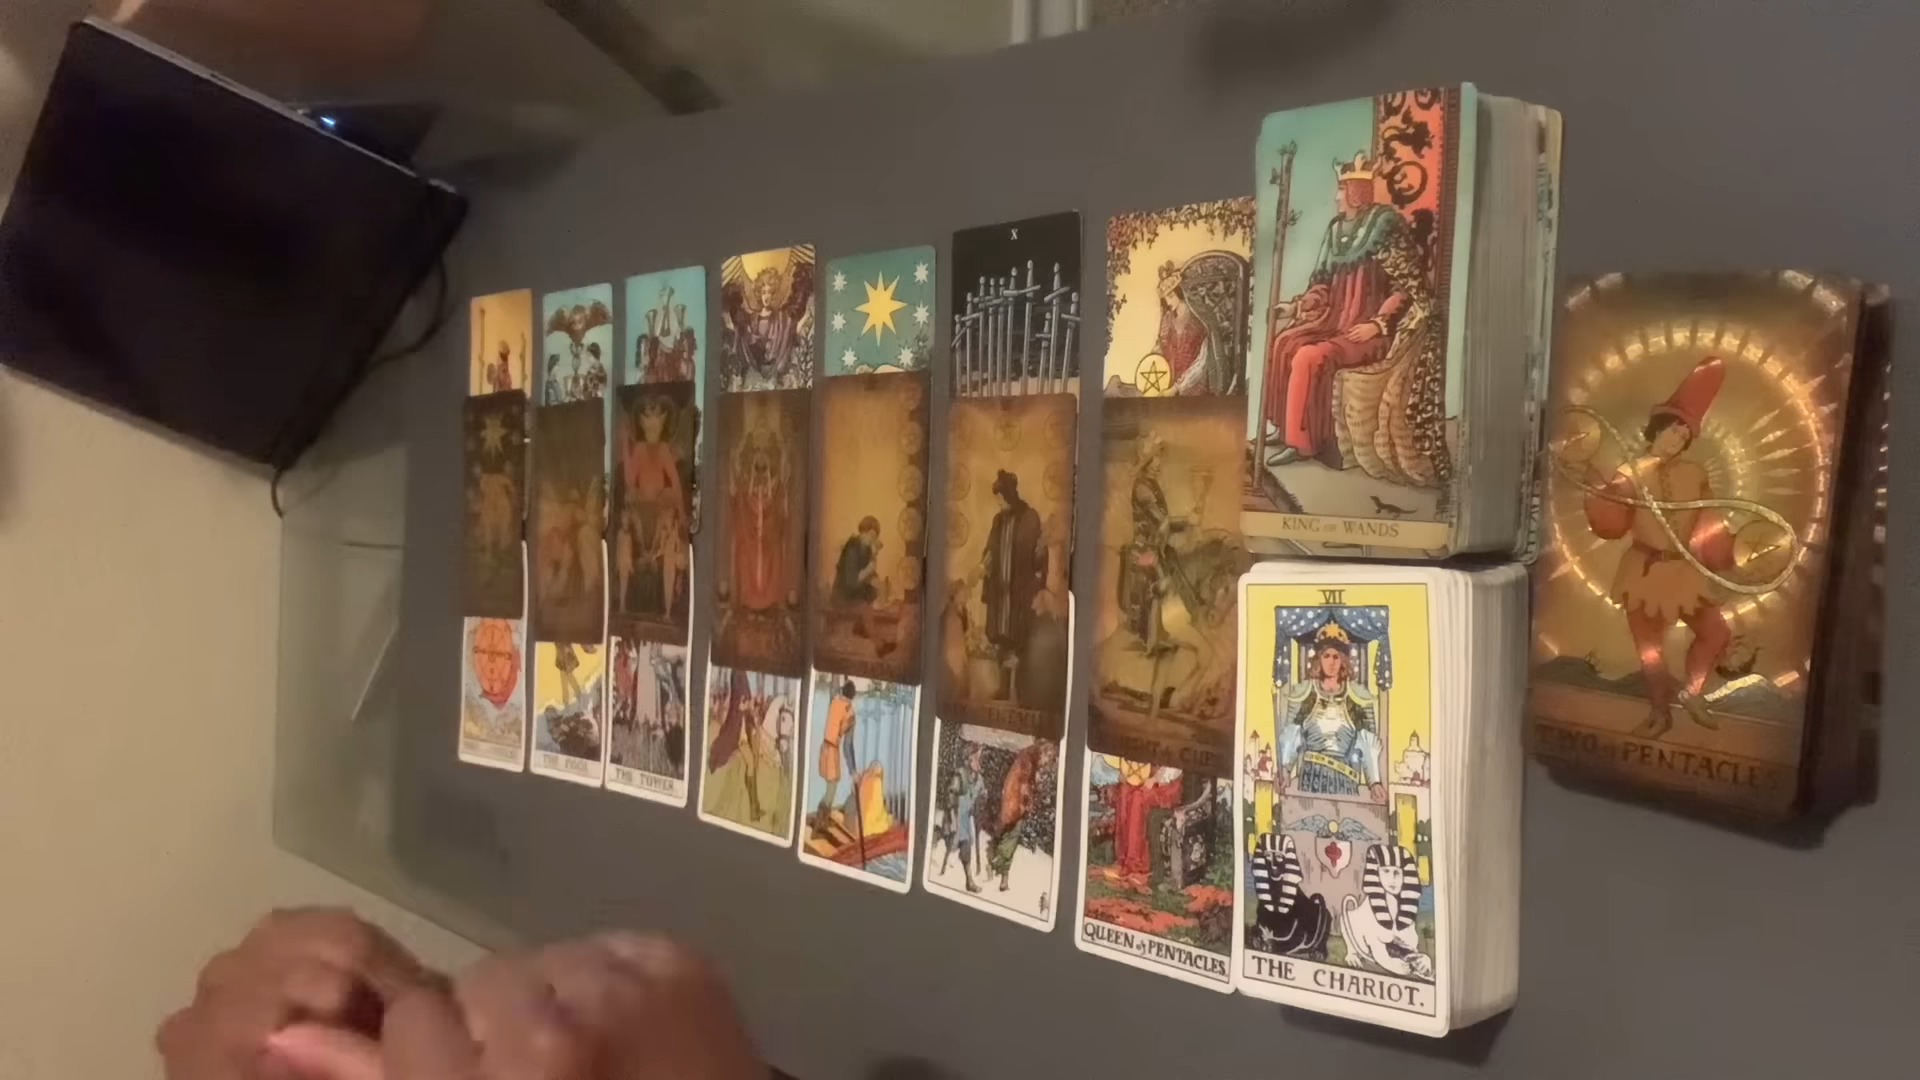 X
KING OF WANDS
VII
THE CHARIOT.
TWO of PENTACLES
QUEEN of PENTACLES.
THE TOWER.
THE FOOL.